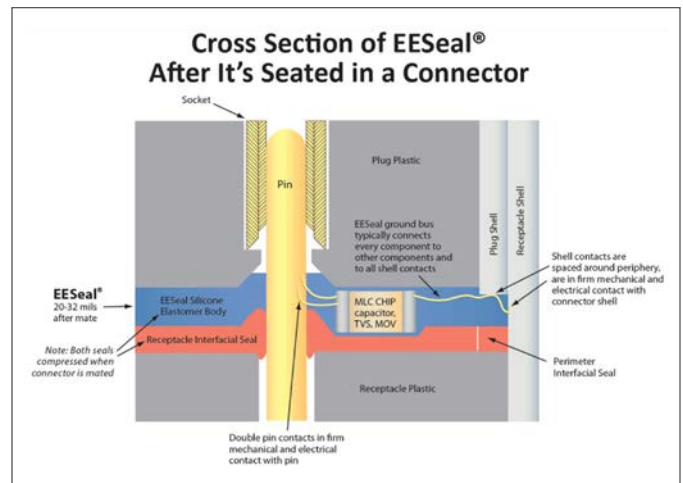 Cross Section of EESeal®
After It's Seated in a Connector
Socket
Pin
Plug Plastic
Plug Shell
Receptacle Shell
EESeal ground bus
typically connects
every component to
other components and
to all shell contacts
Shell contacts are
spaced around periphery,
are in firm mechanical and
electrical contact with
connector shell
EESeal®
20-32 mils
after mate
EESeal Silicone
Elastomer Body
MLC CHIP
capacitor,
TVS, MOV
Note: Both seals
compressed when
connector is mated
Receptacle Interfacial Seal
Perimeter
Interfacial Seal
Receptacle Plastic
Double pin contacts in firm
mechanical and electrical
contact with pin